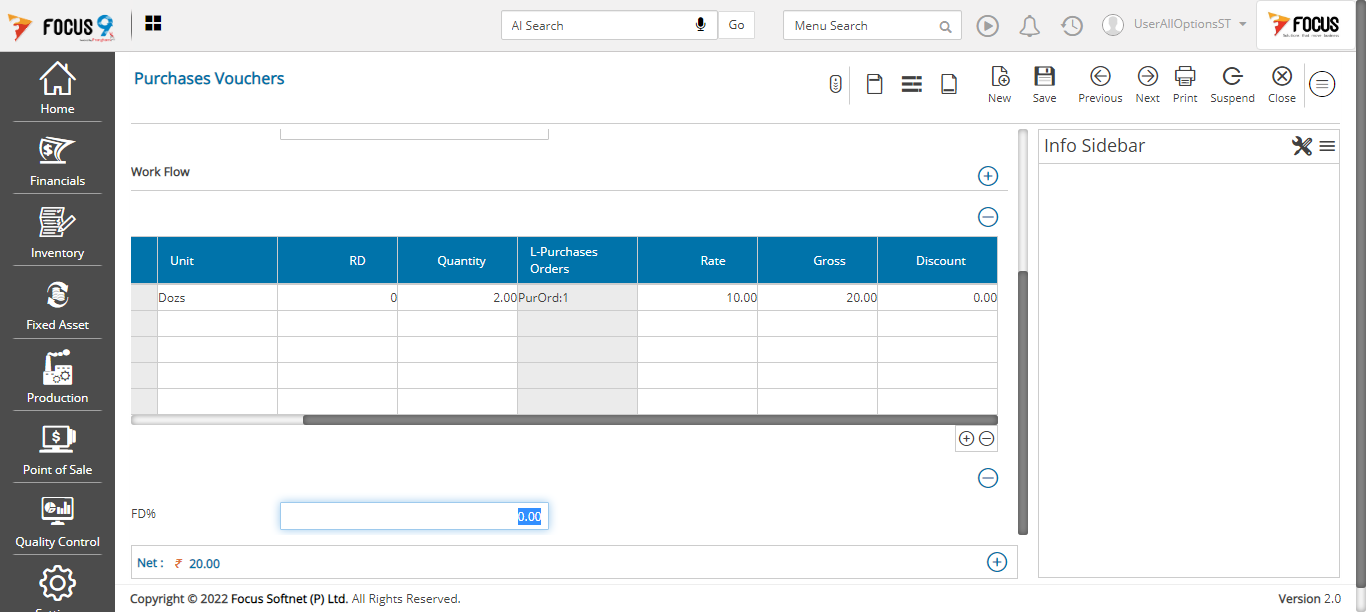 FOCUS 9
AI Search
Go
Menu Search
UserAllOptionsST
FOCUS
Home
Financials
Inventory
Fixed Asset
Production
Point of Sale
Quality Control
Purchases Vouchers
New
Save
Previous
Next
Print
Suspend
Close
Work Flow
Unit
RD
Quantity
L-Purchases
Orders
Rate
Gross
Discount
Dozs
0
2.00
PurOrd:1
10.00
20.00
0.00
FD%
0.00
Net : ₹ 20.00
Info Sidebar
Copyright © 2022 Focus Softnet (P) Ltd. All Rights Reserved.
Version 2.0